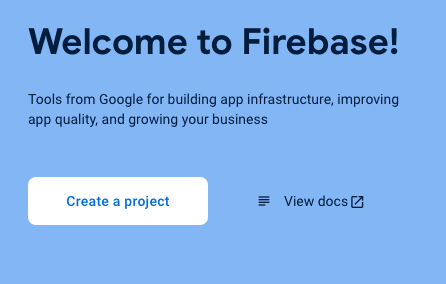 Welcome to Firebase!
Tools from Google for building app infrastructure, improving
app quality, and growing your business
Create a project
View docs